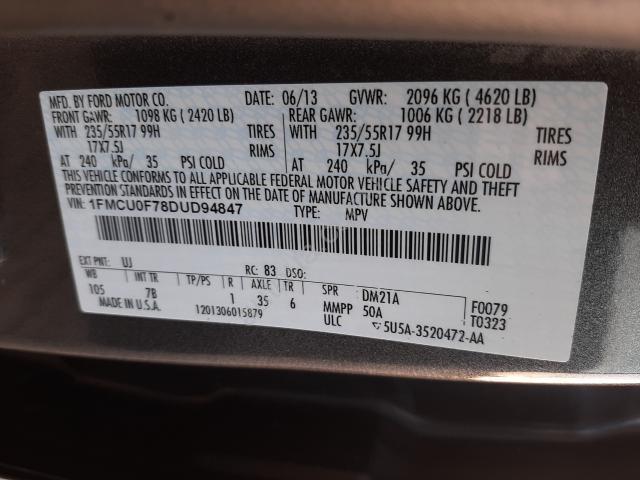 MFD. BY FORD MOTOR CO. DATE: 06/13 GVWR: 2096 KG ( 4620 LB)
FRONT GAWR: 1098 KG ( 2420 LB) REAR GAWR: 1006 KG ( 2218 LB)
WITH 235/55R17 99H TIRES WITH 235/55R17 99H TIRES
17X7.5J RIMS 17X7.5J RIMS
AT 240 kPa/ 35 PSI COLD AT 240 kPa/ 35 PSI COLD
THIS VEHICLE CONFORMS TO ALL APPLICABLE FEDERAL MOTOR VEHICLE SAFETY AND THEFT
PREVENTION STANDARDS IN EFFECT ON THE DATE OF MANUFACTURE SHOWN ABOVE.
VIN: 1FMCU0F78DUD94847 TYPE: MPV
EXT PNT: UJ RC: 83 DSO:
WB INT TR TP/PS R AXLE TR SPR DM21A F0079
105 7B 1 35 6 MMPP 50A T0323
MADE IN U.S.A. 1201306015879 ULC 5U5A-3520472-AA